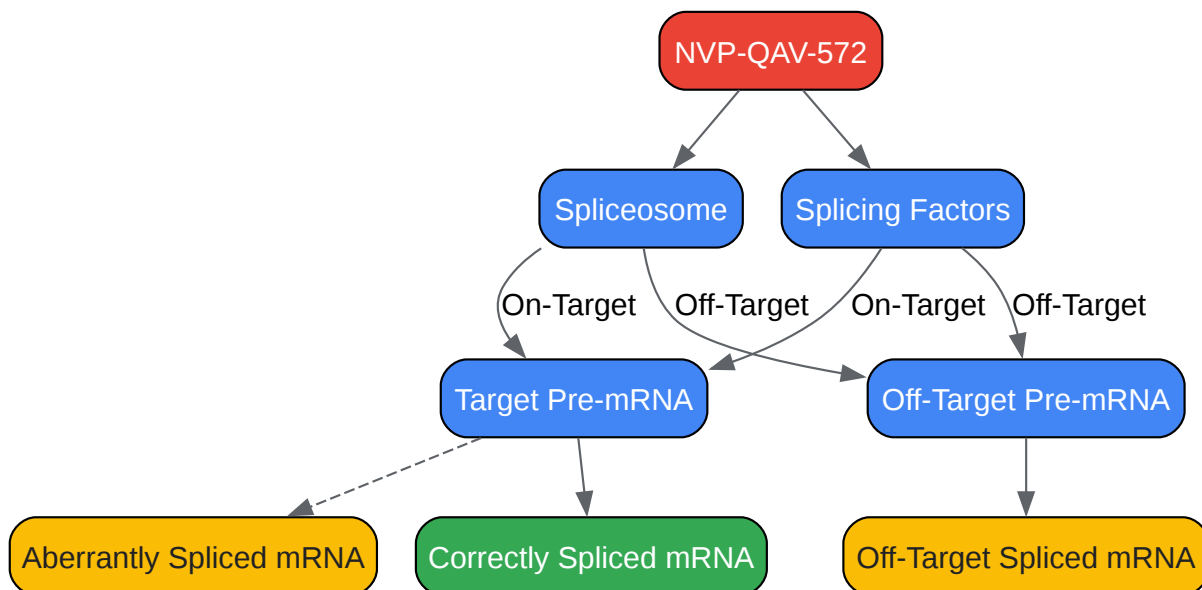 NVP-QAV-572
Spliceosome
Splicing Factors
On-Target
Off-Target
On-Target
Off-Target
Target Pre-mRNA
Off-Target Pre-mRNA
Aberrantly Spliced mRNA
Correctly Spliced mRNA
Off-Target Spliced mRNA